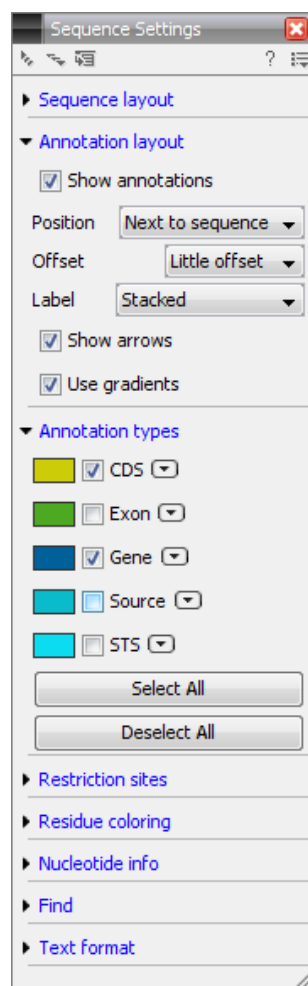 Sequence Settings
?
Sequence layout
Annotation layout
Show annotations
Position Next to sequence
Offset Little offset
Label Stacked
Show arrows
Use gradients
Annotation types
CDS
Exon
Gene
Source
STS
Select All
Deselect All
Restriction sites
Residue coloring
Nucleotide info
Find
Text format